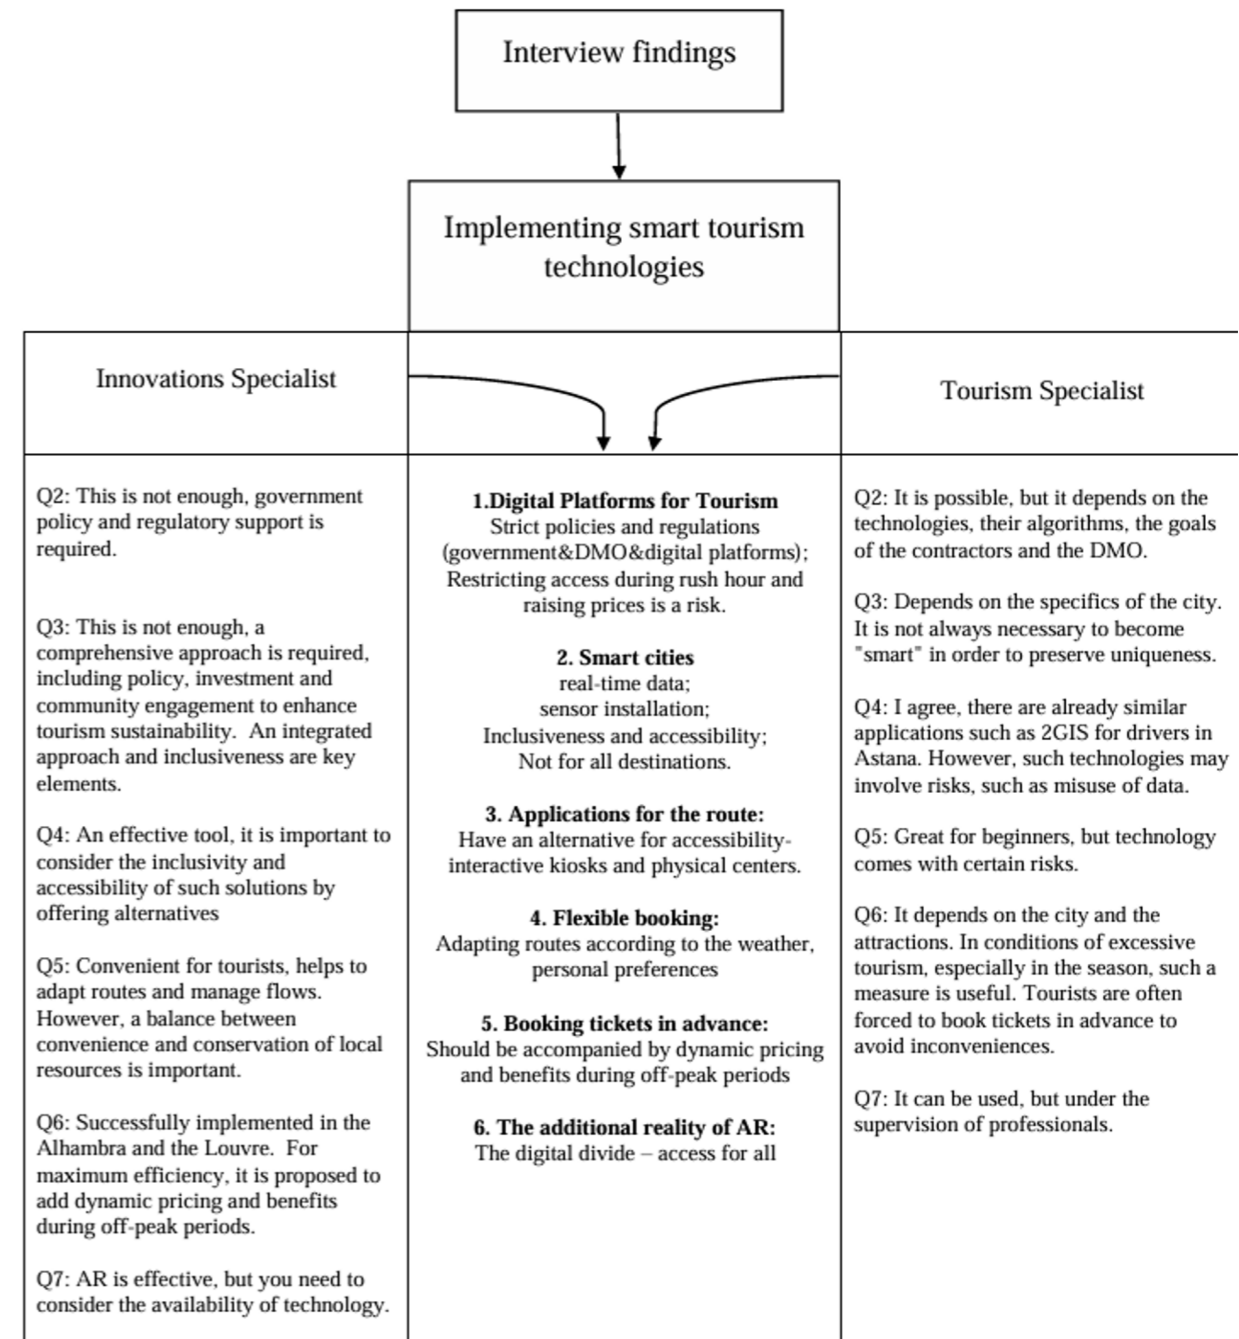 Interview findings
Implementing smart tourism
technologies
Innovations Specialist
Tourism Specialist
Q2: This is not enough, government
policy and regulatory support is
required.
Q3: This is not enough, a
comprehensive approach is required,
including policy, investment and
community engagement to enhance
tourism sustainability.  An integrated
approach and inclusiveness are key
elements.
Q4: An effective tool, it is important to
consider the inclusivity and
accessibility of such solutions by
offering alternatives
Q5: Convenient for tourists, helps to
adapt routes and manage flows.
However, a balance between
convenience and conservation of local
resources is important.
Q6: Successfully implemented in the
Alhambra and the Louvre.  For
maximum efficiency, it is proposed to
add dynamic pricing and benefits
during off-peak periods.
Q7: AR is effective, but you need to
consider the availability of technology.
1.Digital Platforms for Tourism
Strict policies and regulations
(government&DMO&digital platforms);
Restricting access during rush hour and
raising prices is a risk.
2. Smart cities
real-time data;
sensor installation;
Inclusiveness and accessibility;
Not for all destinations.
3. Applications for the route:
Have an alternative for accessibility-
interactive kiosks and physical centers.
4. Flexible booking:
Adapting routes according to the weather,
personal preferences
5. Booking tickets in advance:
Should be accompanied by dynamic pricing
and benefits during off-peak periods
6. The additional reality of AR:
The digital divide – access for all
Q2: It is possible, but it depends on the
technologies, their algorithms, the goals
of the contractors and the DMO.
Q3: Depends on the specifics of the city.
It is not always necessary to become
"smart" in order to preserve uniqueness.
Q4: I agree, there are already similar
applications such as 2GIS for drivers in
Astana. However, such technologies may
involve risks, such as misuse of data.
Q5: Great for beginners, but technology
comes with certain risks.
Q6: It depends on the city and the
attractions. In conditions of excessive
tourism, especially in the season, such a
measure is useful. Tourists are often
forced to book tickets in advance to
avoid inconveniences.
Q7: It can be used, but under the
supervision of professionals.